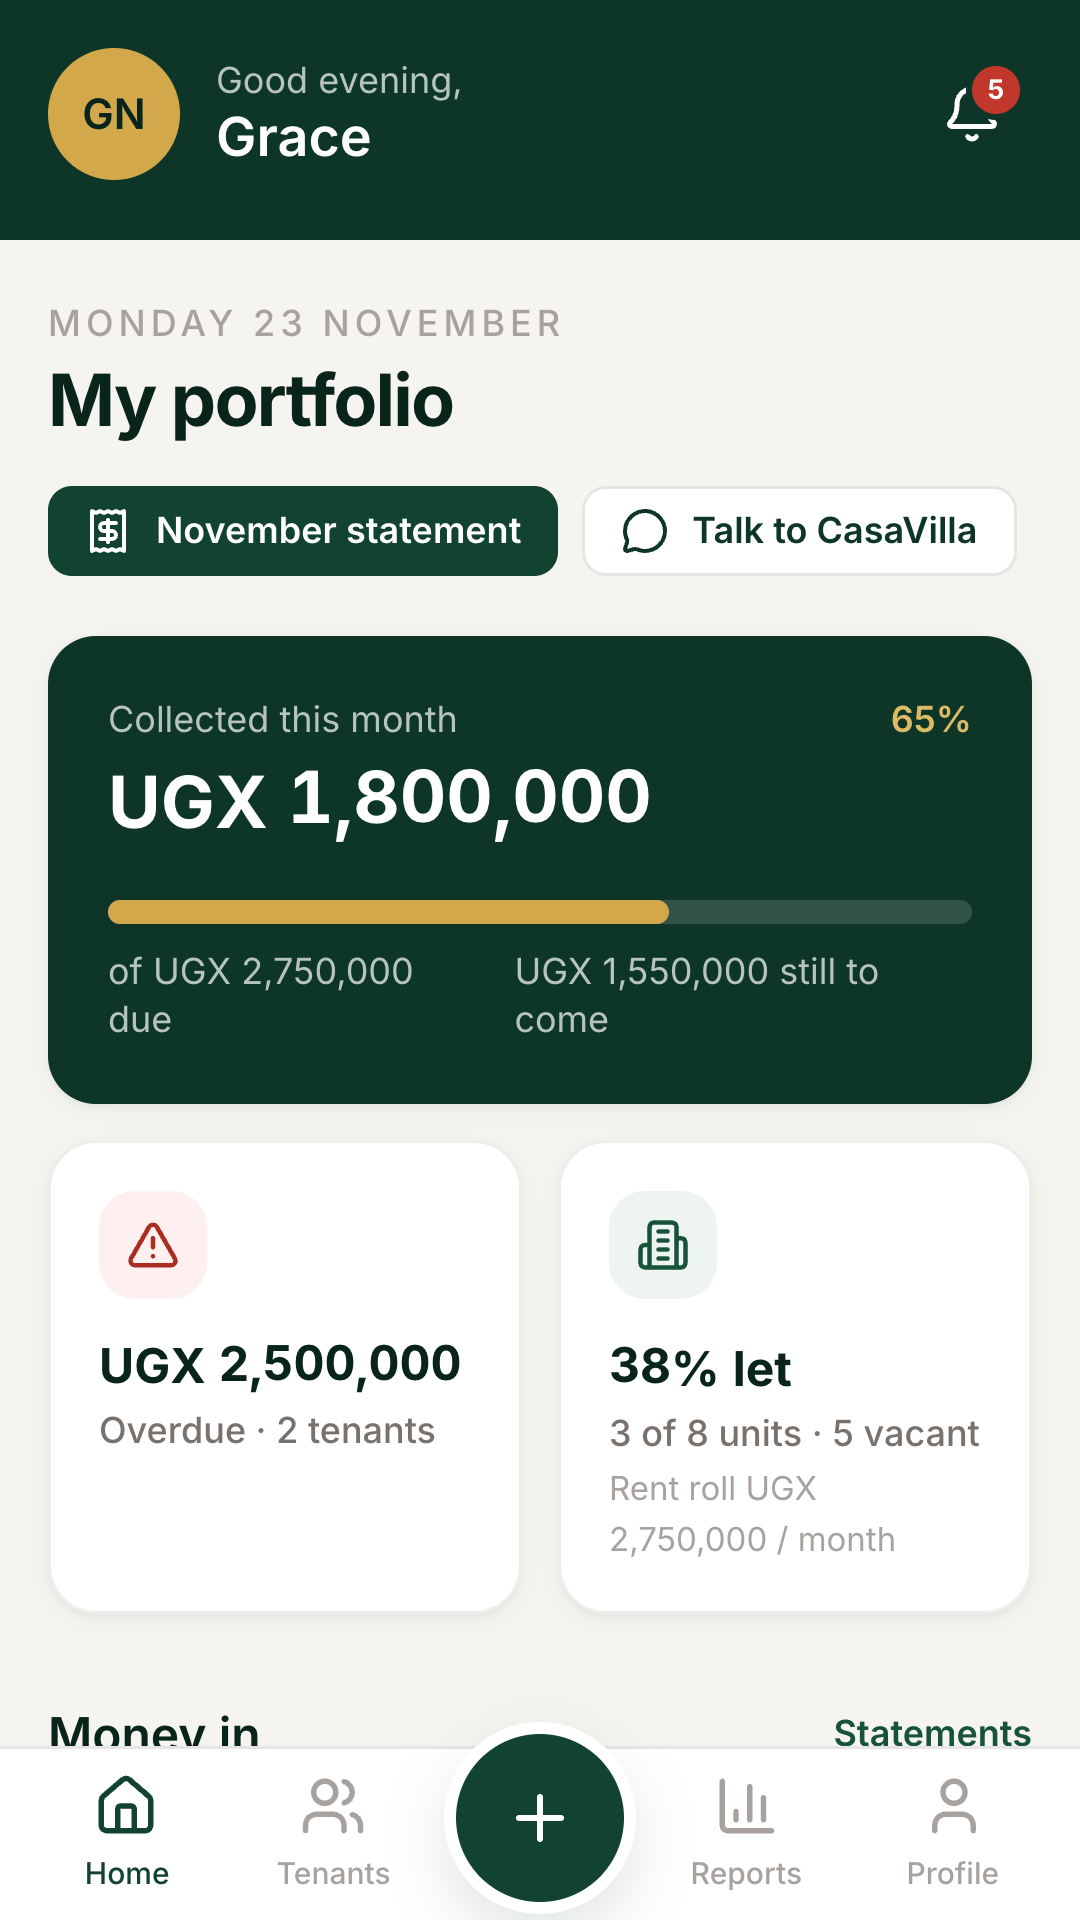 GN
Good evening,
Grace
5
MONDAY 23 NOVEMBER
My portfolio
November statement
Talk to CasaVilla
Collected this month
65%
UGX 1,800,000
of UGX 2,750,000
due
UGX 1,550,000 still to
come
UGX 2,500,000
Overdue · 2 tenants
38% let
3 of 8 units · 5 vacant
Rent roll UGX
2,750,000 / month
Money in
Statements
Home
Tenants
Reports
Profile